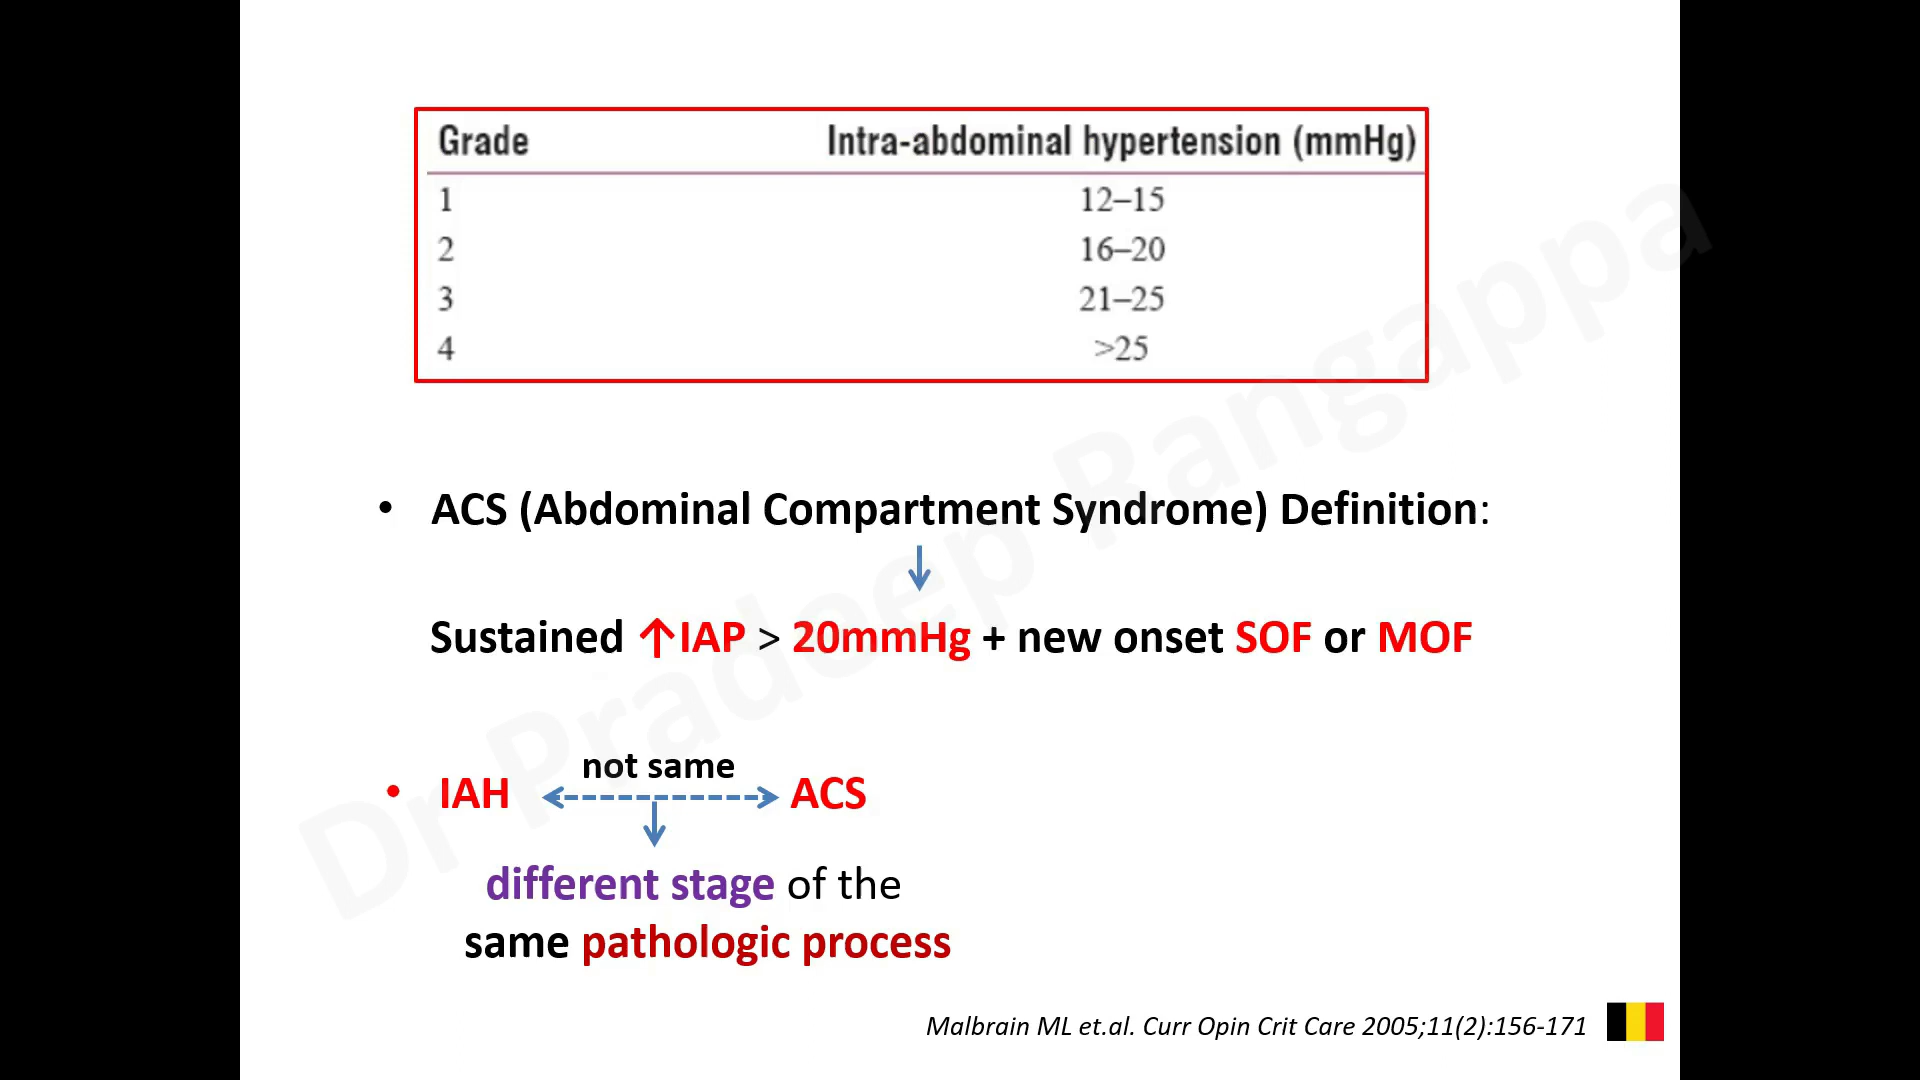 Grade Intra-abdominal hypertension (mmHg)
1 12–15
2 16–20
3 21–25
4 >25
• ACS (Abdominal Compartment Syndrome) Definition:
Sustained ↑IAP > 20mmHg + new onset SOF or MOF
not same
• IAH ACS
different stage of the
same pathologic process
Malbrain ML et.al. Curr Opin Crit Care 2005;11(2):156-171
Dr Pradeep Rangappa